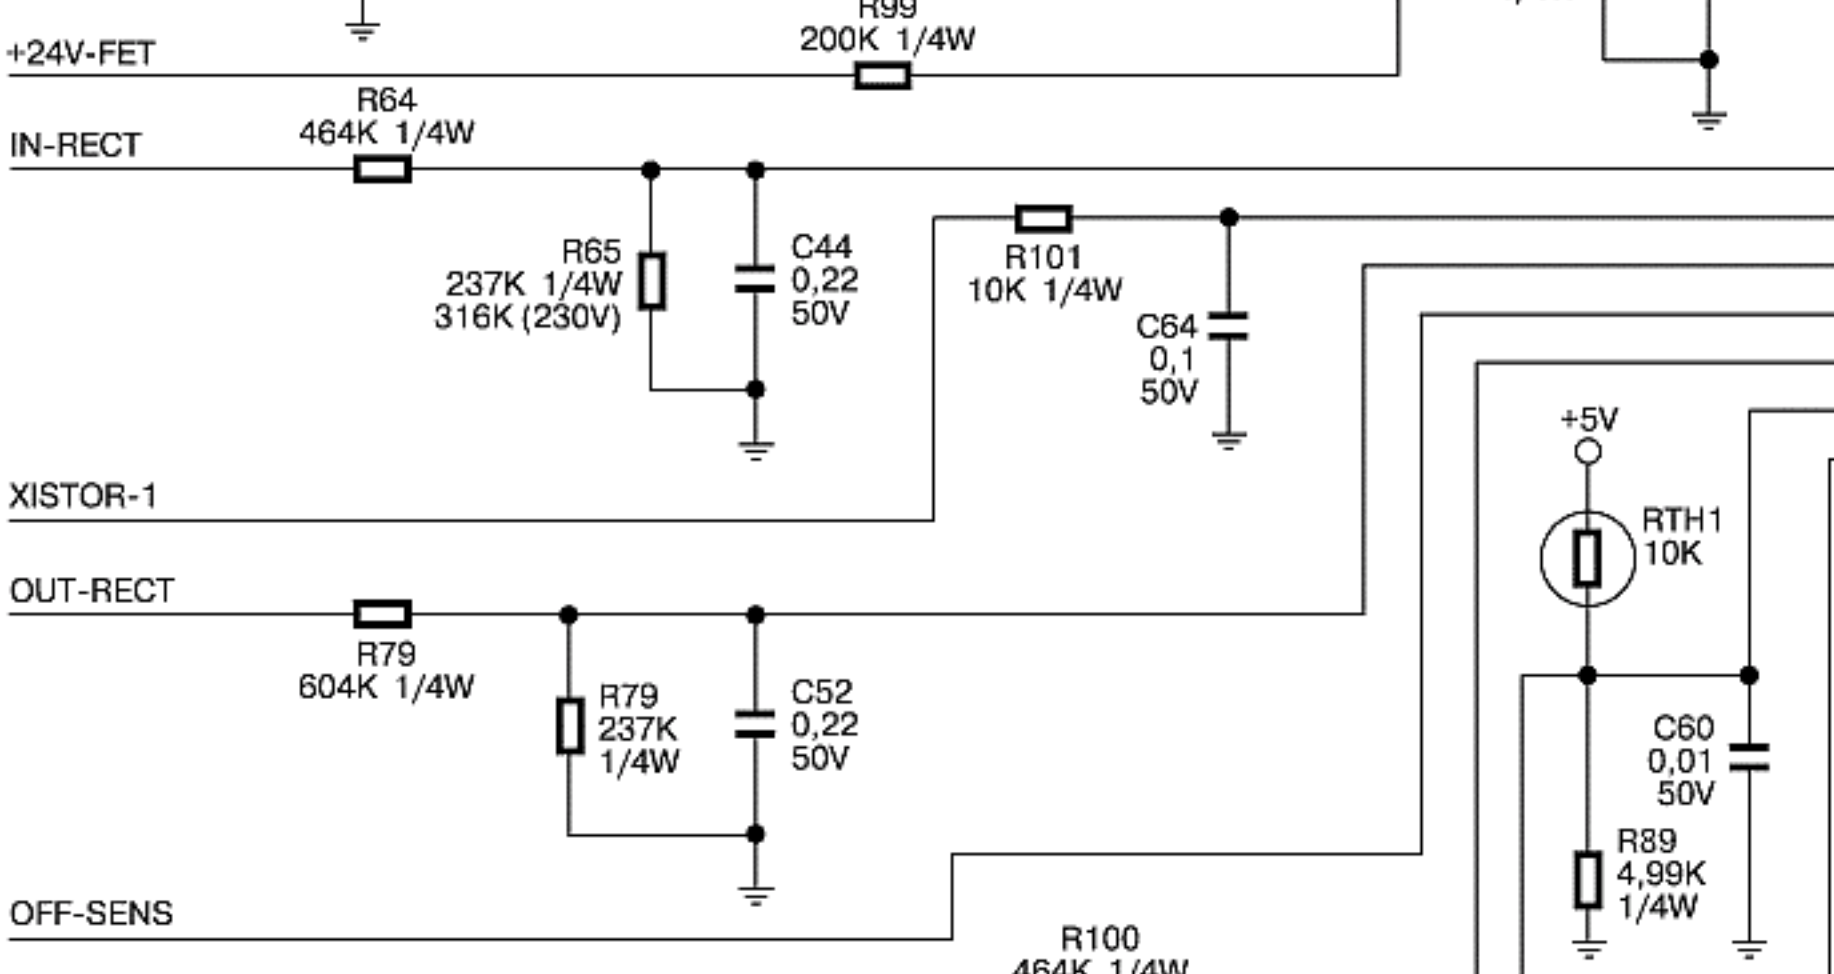 R99
200K 1/4W
+24V-FET
R64
464K 1/4W
IN-RECT
R65
237K 1/4W
316K (230V)
C44
0,22
50V
R101
10K 1/4W
C64
0,1
50V
+5V
XISTOR-1
RTH1
10K
OUT-RECT
R79
604K 1/4W
R79
237K
1/4W
C52
0,22
50V
C60
0,01
50V
R89
4,99K
1/4W
OFF-SENS
R100
464K 1/4W